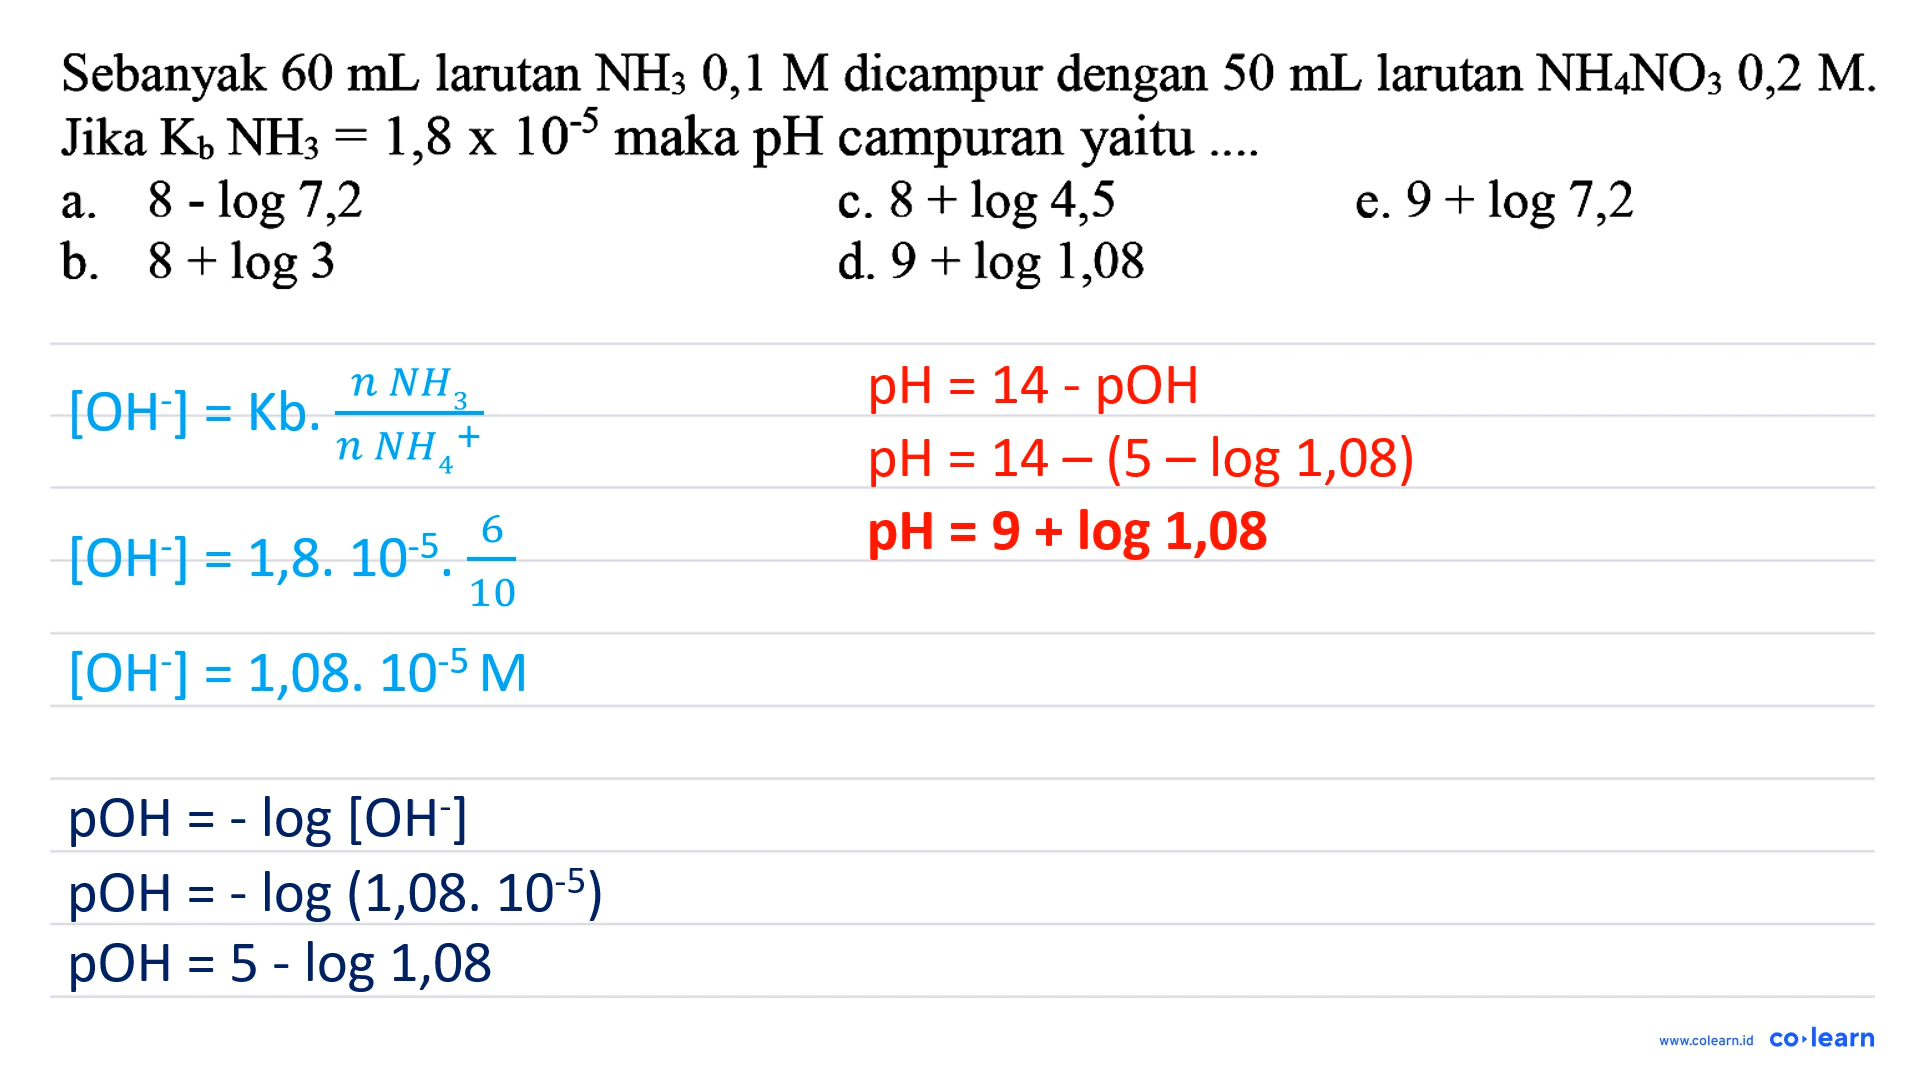 Sebanyak 60 mL larutan NH₃ 0,1 M dicampur dengan 50 mL larutan NH₄NO₃ 0,2 M.
Jika K_b NH₃ = 1,8 x 10⁻⁵ maka pH campuran yaitu ....
a. 8 - log 7,2 c. 8 + log 4,5 e. 9 + log 7,2
b. 8 + log 3 d. 9 + log 1,08
[OH⁻] = Kb. n NH₃ / n NH₄⁺
[OH⁻] = 1,8. 10⁻⁵. 6/10
[OH⁻] = 1,08. 10⁻⁵ M
pOH = - log [OH⁻]
pOH = - log (1,08. 10⁻⁵)
pOH = 5 - log 1,08
pH = 14 - pOH
pH = 14 – (5 – log 1,08)
pH = 9 + log 1,08
www.colearn.id co·learn